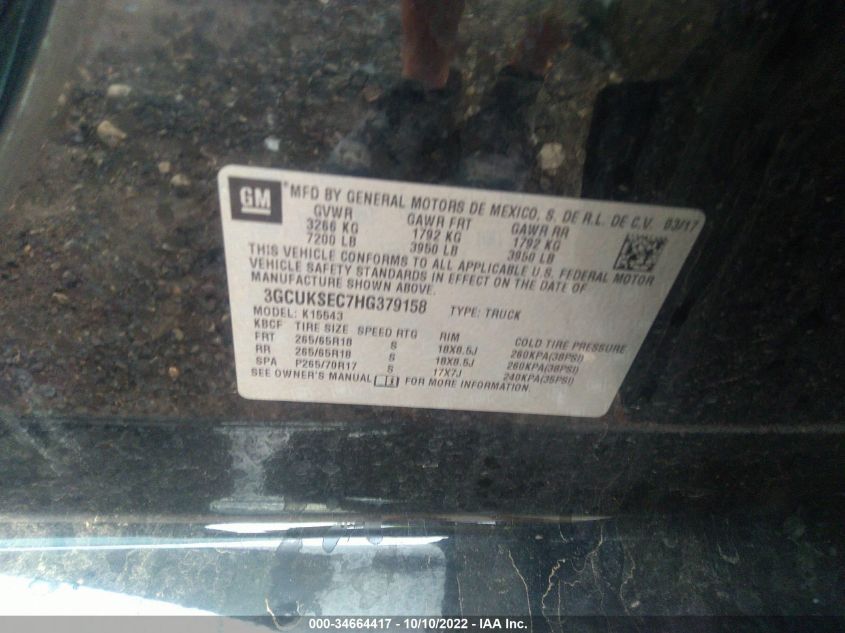 GM
MFD BY GENERAL MOTORS DE MEXICO, S. DE R.L. DE C.V. 03/17
GVWR GAWR FRT GAWR RR
3266 KG 1792 KG 1792 KG
7200 LB 3950 LB 3950 LB
THIS VEHICLE CONFORMS TO ALL APPLICABLE U.S. FEDERAL MOTOR
VEHICLE SAFETY STANDARDS IN EFFECT ON THE DATE OF
MANUFACTURE SHOWN ABOVE.
3GCUKSEC7HG379158 TYPE: TRUCK
MODEL: K15543
KBCF TIRE SIZE SPEED RTG RIM COLD TIRE PRESSURE
FRT 265/65R18 S 18X8.5J 260KPA(38PSI)
RR 265/65R18 S 18X8.5J 260KPA(38PSI)
SPA P265/70R17 S 17X7J 240KPA(35PSI)
SEE OWNER'S MANUAL FOR MORE INFORMATION.
000-34664417 - 10/10/2022 - IAA Inc.